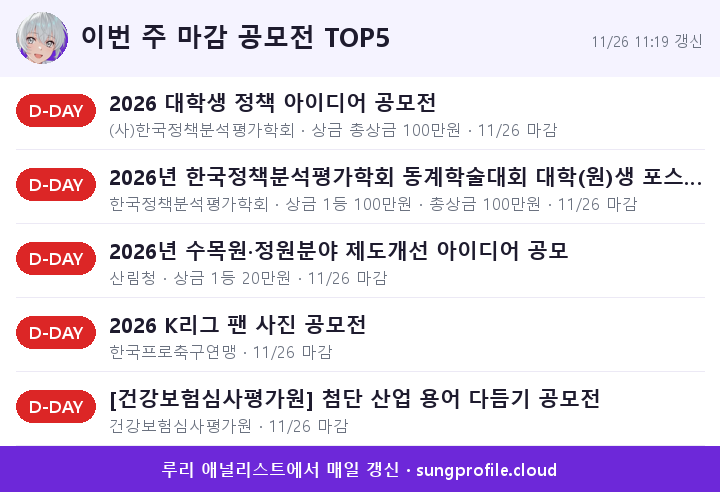 이번 주 마감 공모전 TOP5
11/26 11:19 갱신
D-DAY
2026 대학생 정책 아이디어 공모전
(사)한국정책분석평가학회 · 상금 총상금 100만원 · 11/26 마감
D-DAY
2026년 한국정책분석평가학회 동계학술대회 대학(원)생 포스...
한국정책분석평가학회 · 상금 1등 100만원 · 총상금 100만원 · 11/26 마감
D-DAY
2026년 수목원·정원분야 제도개선 아이디어 공모
산림청 · 상금 1등 20만원 · 11/26 마감
D-DAY
2026 K리그 팬 사진 공모전
한국프로축구연맹 · 11/26 마감
D-DAY
[건강보험심사평가원] 첨단 산업 용어 다듬기 공모전
건강보험심사평가원 · 11/26 마감
루리 애널리스트에서 매일 갱신 · sungprofile.cloud